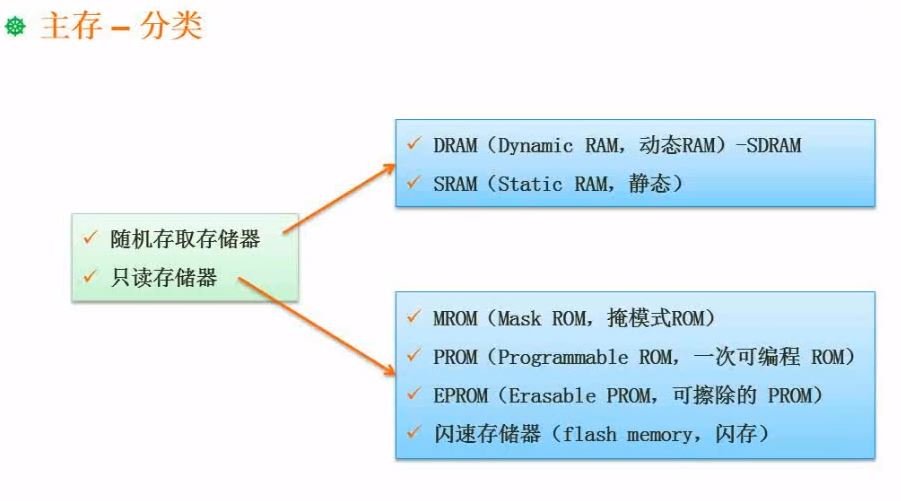 主存 – 分类
DRAM（Dynamic RAM，动态RAM）-SDRAM
SRAM（Static RAM，静态）
随机存取存储器
只读存储器
MROM（Mask ROM，掩模式ROM）
PROM（Programmable ROM，一次可编程 ROM）
EPROM（Erasable PROM，可擦除的 PROM）
闪速存储器（flash memory，闪存）